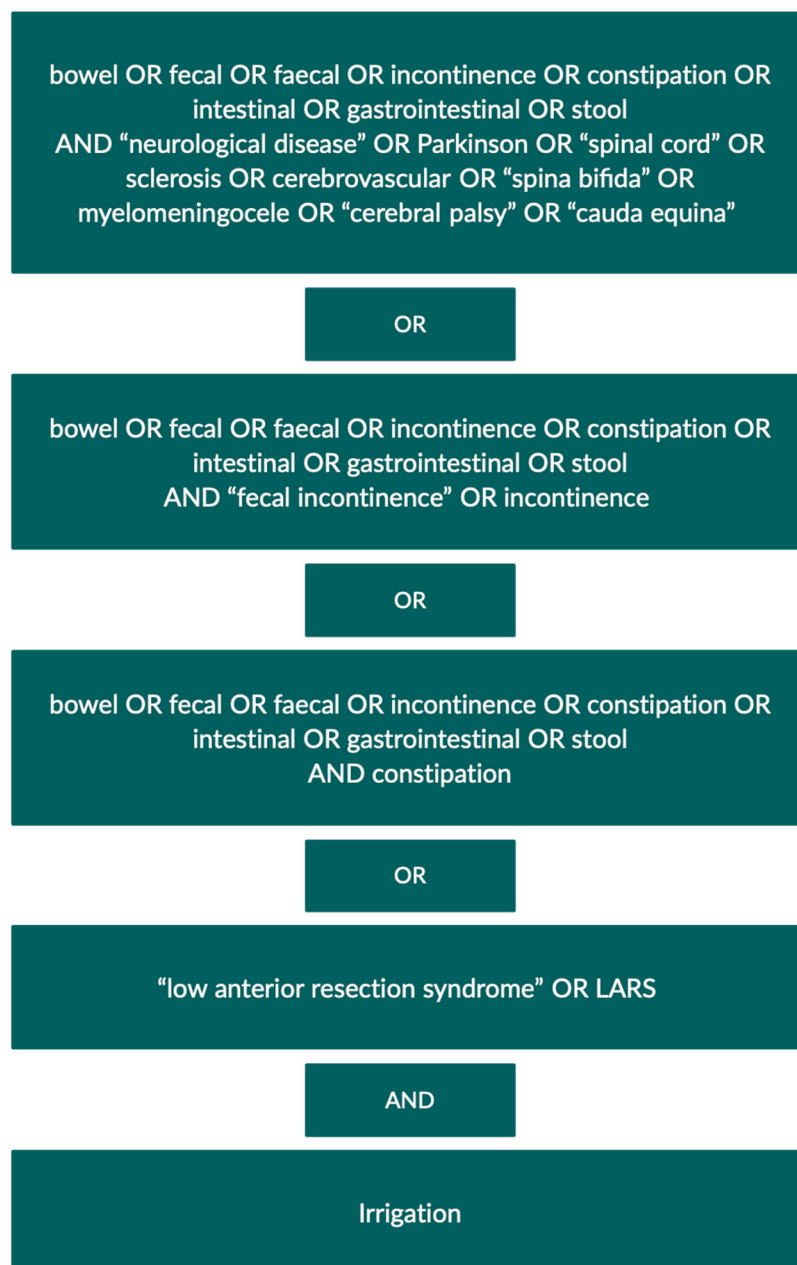 bowel OR fecal OR faecal OR incontinence OR constipation OR
intestinal OR gastrointestinal OR stool
AND “neurological disease” OR Parkinson OR “spinal cord” OR
sclerosis OR cerebrovascular OR “spina bifida” OR
myelomeningocele OR “cerebral palsy” OR “cauda equina”
OR
bowel OR fecal OR faecal OR incontinence OR constipation OR
intestinal OR gastrointestinal OR stool
AND “fecal incontinence” OR incontinence
OR
bowel OR fecal OR faecal OR incontinence OR constipation OR
intestinal OR gastrointestinal OR stool
AND constipation
OR
“low anterior resection syndrome” OR LARS
AND
Irrigation